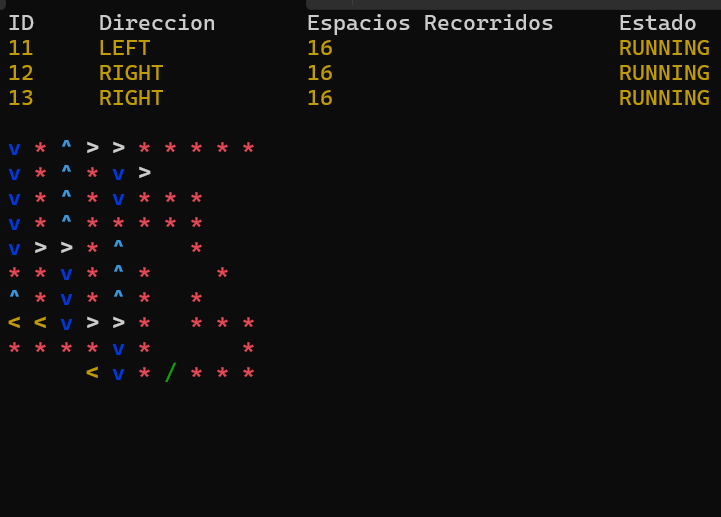 ID Direccion Espacios Recorridos Estado
11 LEFT 16 RUNNING
12 RIGHT 16 RUNNING
13 RIGHT 16 RUNNING
v * ^ > > * * * * *
v * ^ * v >
v * ^ * v * * *
v * ^ * * * * *
v > > * ^     *
* * v * ^ *     *
^ * v * ^ *   *
< < v > > *   * * *
* * * * v *       *
      < v * / * * *